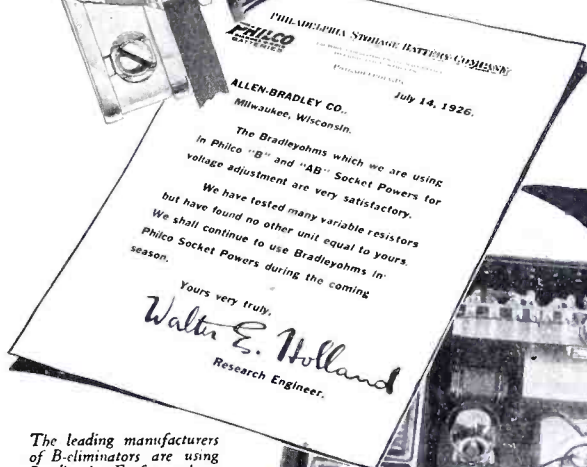 PHILADELPHIA STORAGE BATTERY COMPANY
PHILCO
BATTERIES
PHILADELPHIA
July 14, 1926.
ALLEN-BRADLEY CO.,
Milwaukee, Wisconsin.
The Bradleyohms which we are using
in Philco "B" and "AB" Socket Powers for
voltage adjustment are very satisfactory.
We have tested many variable resistors
but have found no other unit equal to yours.
We shall continue to use Bradleyohms in
Philco Socket Powers during the coming
season.
Yours very truly,
Walter E. Holland
Research Engineer.
The leading manufacturers
of B-eliminators are using